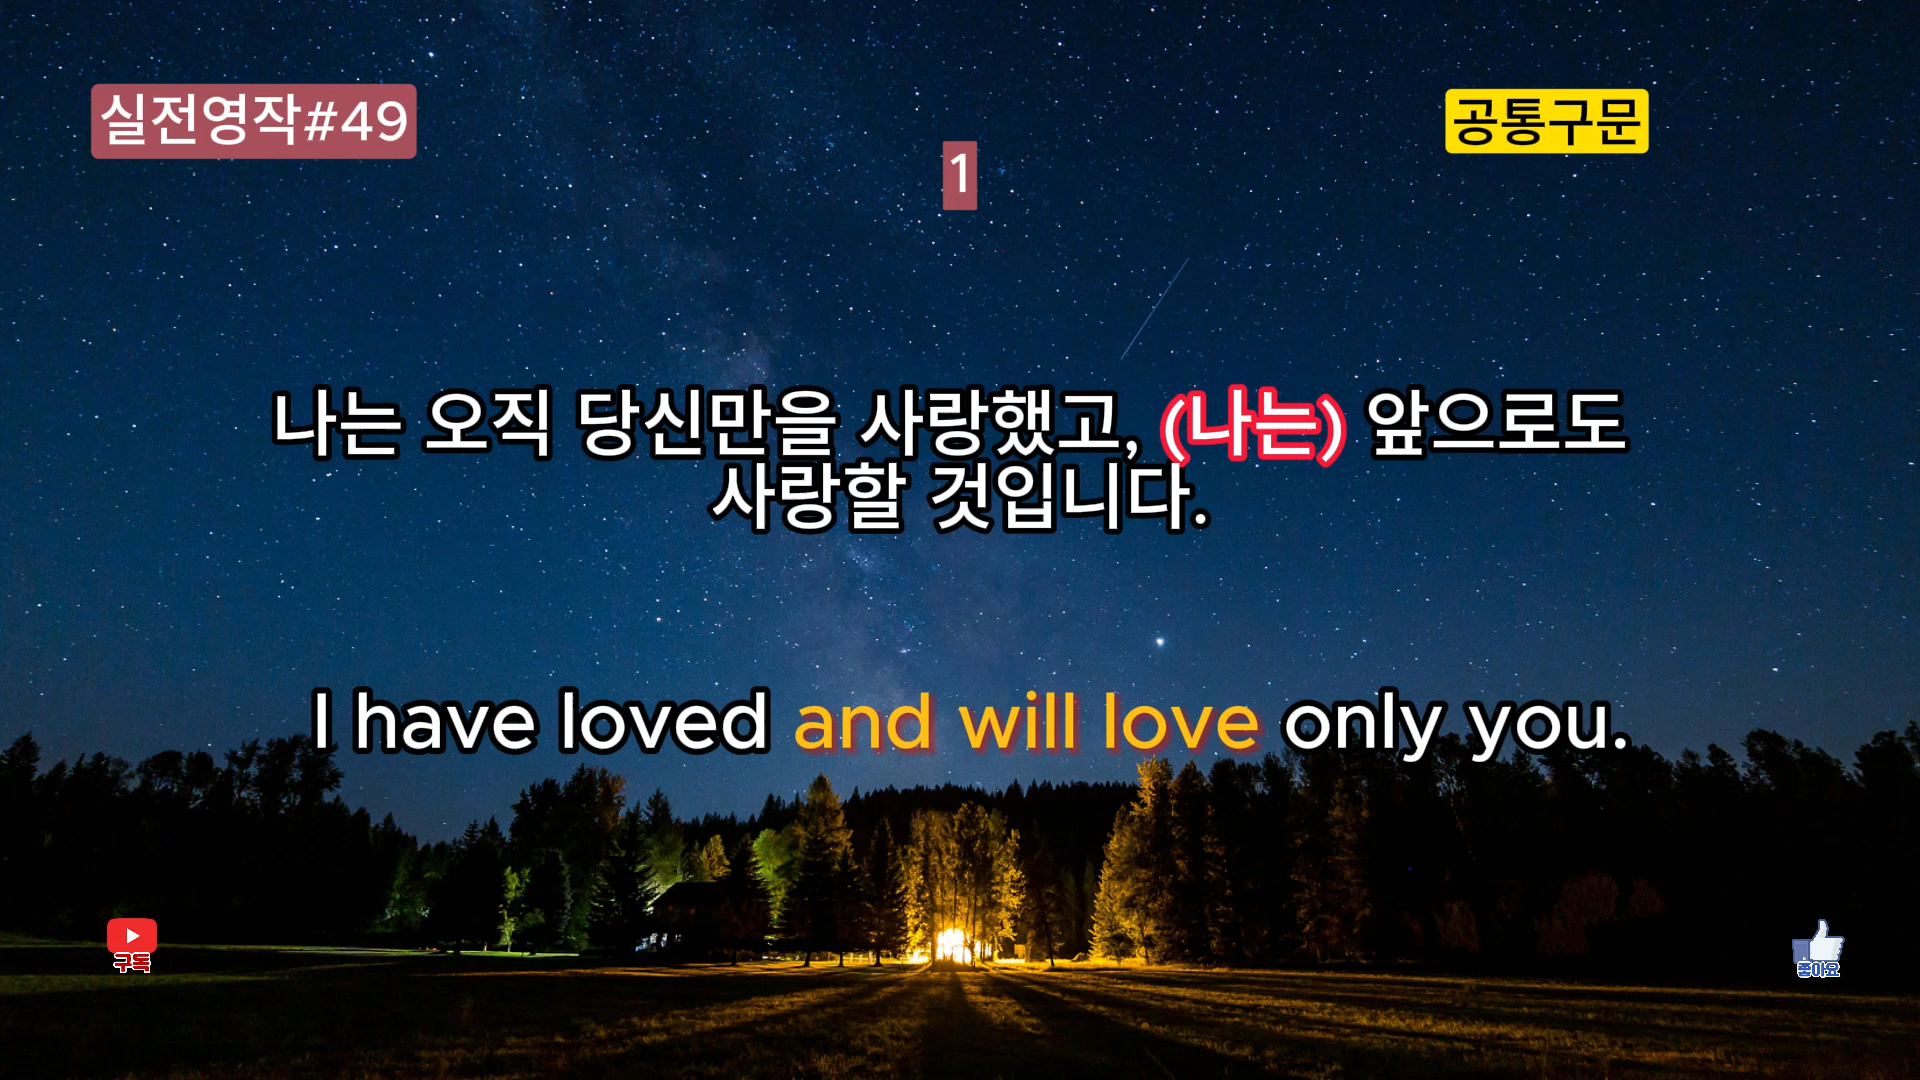 실전영작#49
공통구문
1
나는 오직 당신만을 사랑했고, (나는) 앞으로도
사랑할 것입니다.
I have loved and will love only you.
구독
좋아요